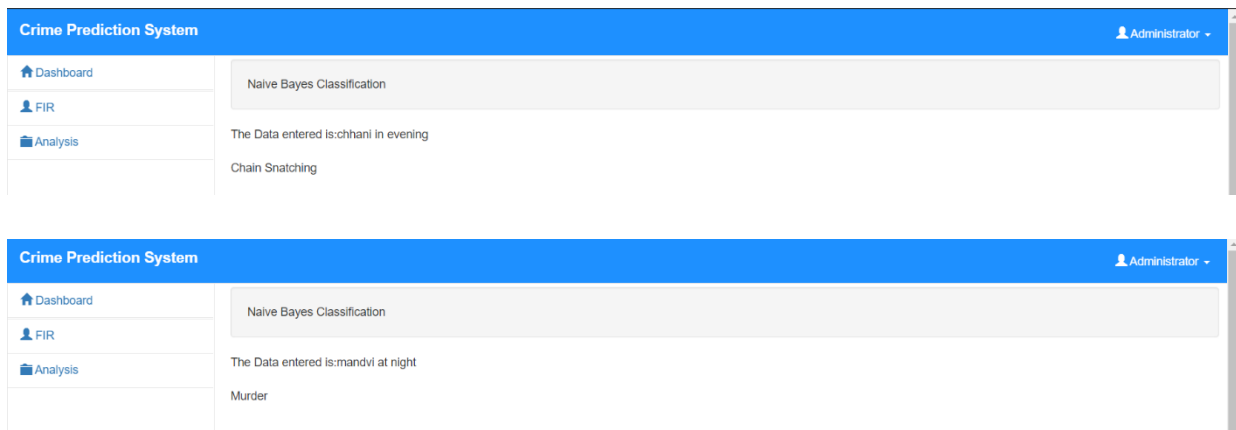 Crime Prediction System
Administrator
Dashboard
FIR
Analysis
Naive Bayes Classification
The Data entered is:chhani in evening
Chain Snatching
Crime Prediction System
Administrator
Dashboard
FIR
Analysis
Naive Bayes Classification
The Data entered is:mandvi at night
Murder